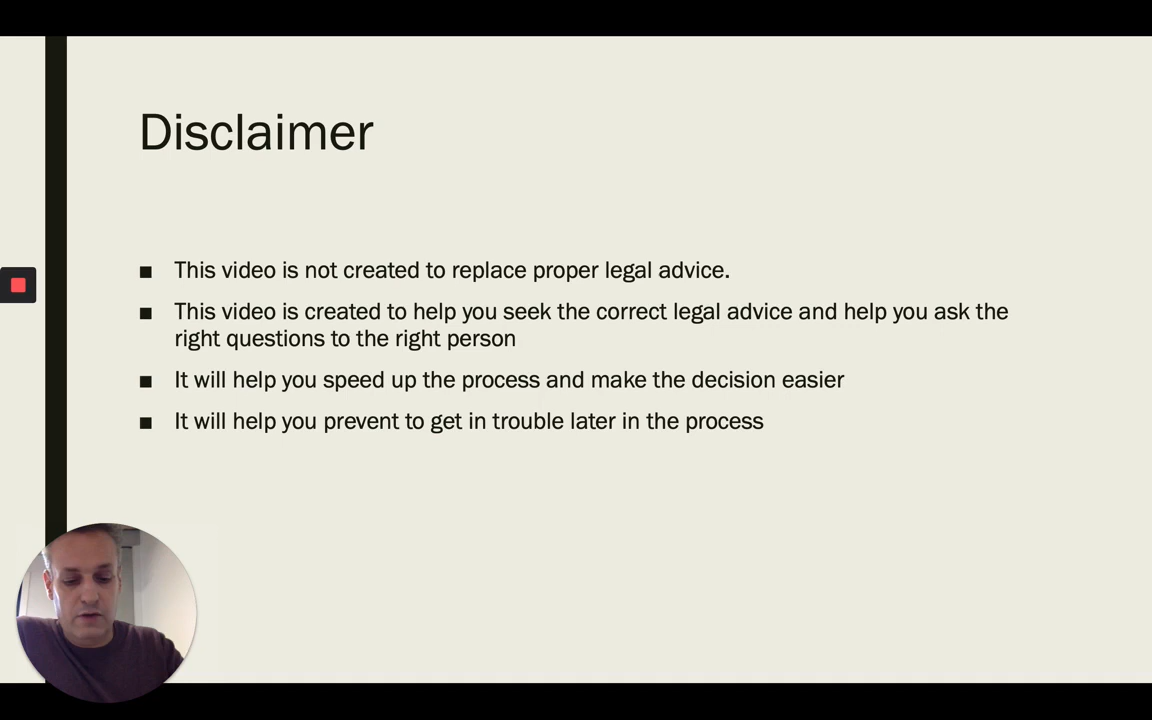 Disclaimer
This video is not created to replace proper legal advice.
This video is created to help you seek the correct legal advice and help you ask the
right questions to the right person
It will help you speed up the process and make the decision easier
It will help you prevent to get in trouble later in the process